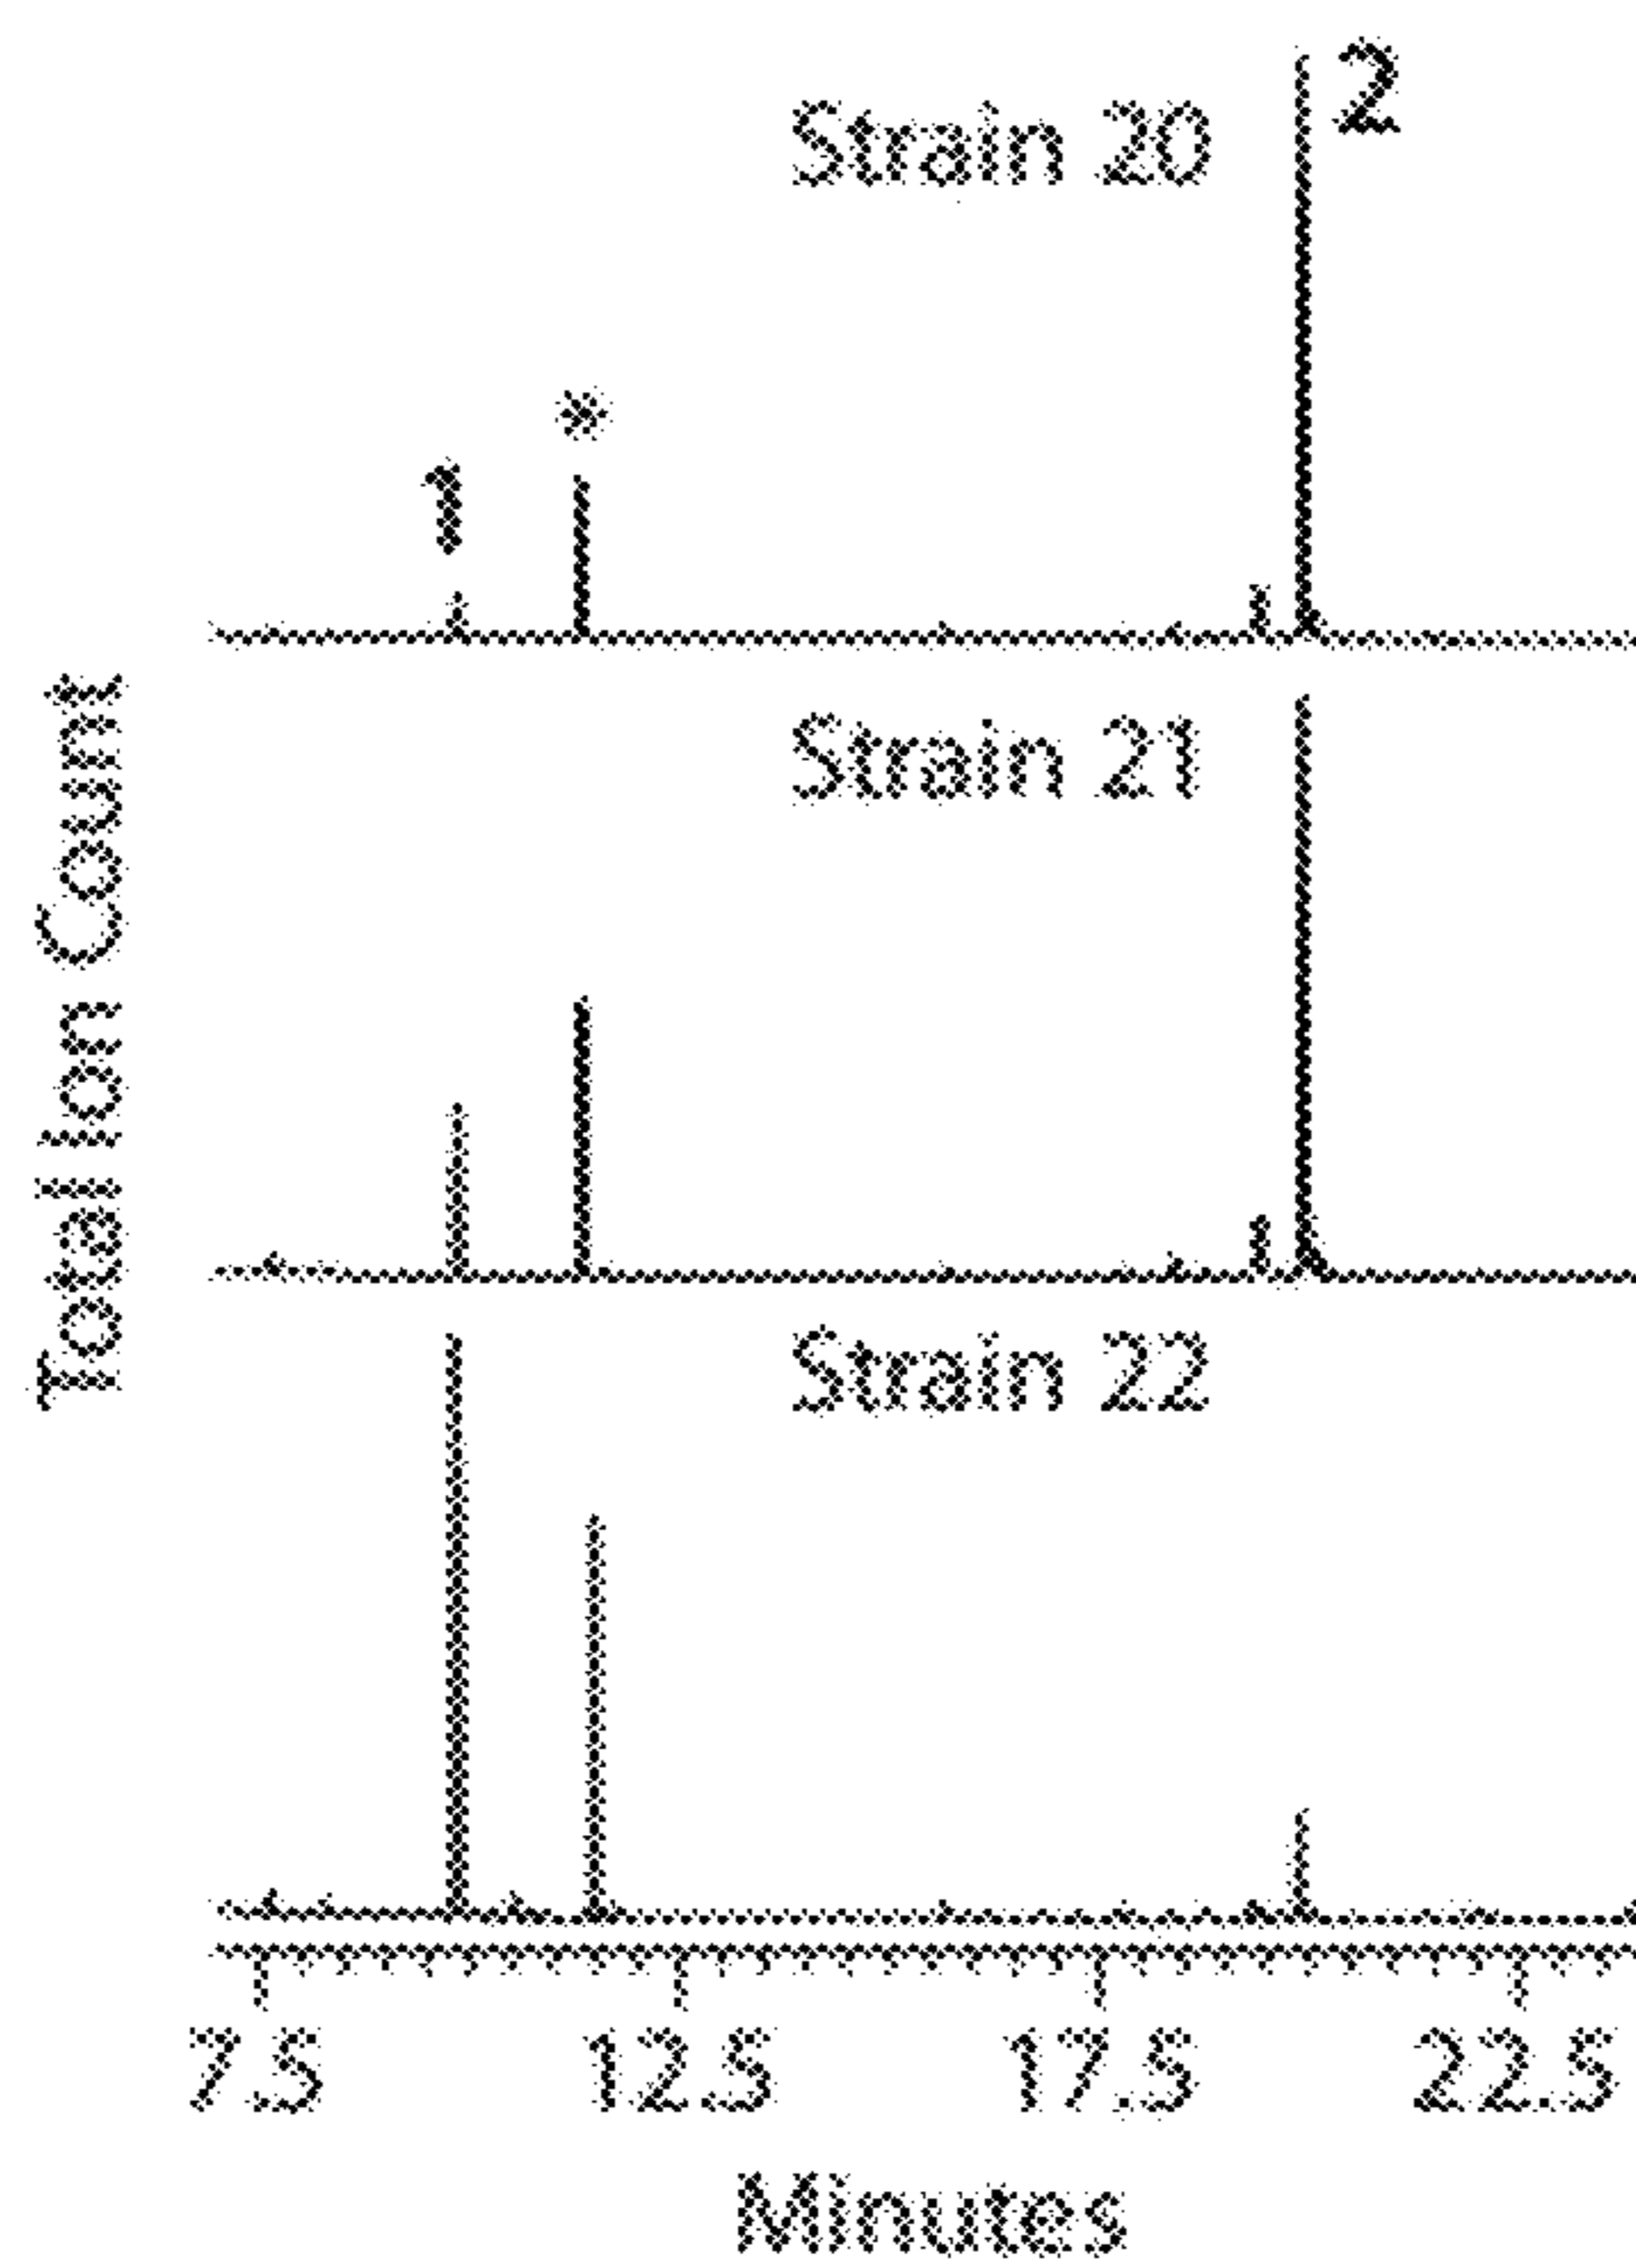 Strain 20
2
*
1
Strain 21
Total Ion Count
Strain 22
7.5 12.5 17.5 22.5
Minutes